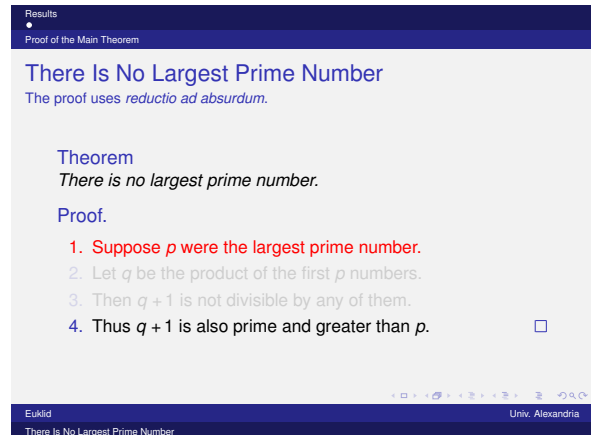 Results
Proof of the Main Theorem
There Is No Largest Prime Number
The proof uses reductio ad absurdum.
Theorem
There is no largest prime number.
Proof.
1. Suppose p were the largest prime number.
2. Let q be the product of the first p numbers.
3. Then q + 1 is not divisible by any of them.
4. Thus q + 1 is also prime and greater than p. □
Euklid Univ. Alexandria
There Is No Largest Prime Number